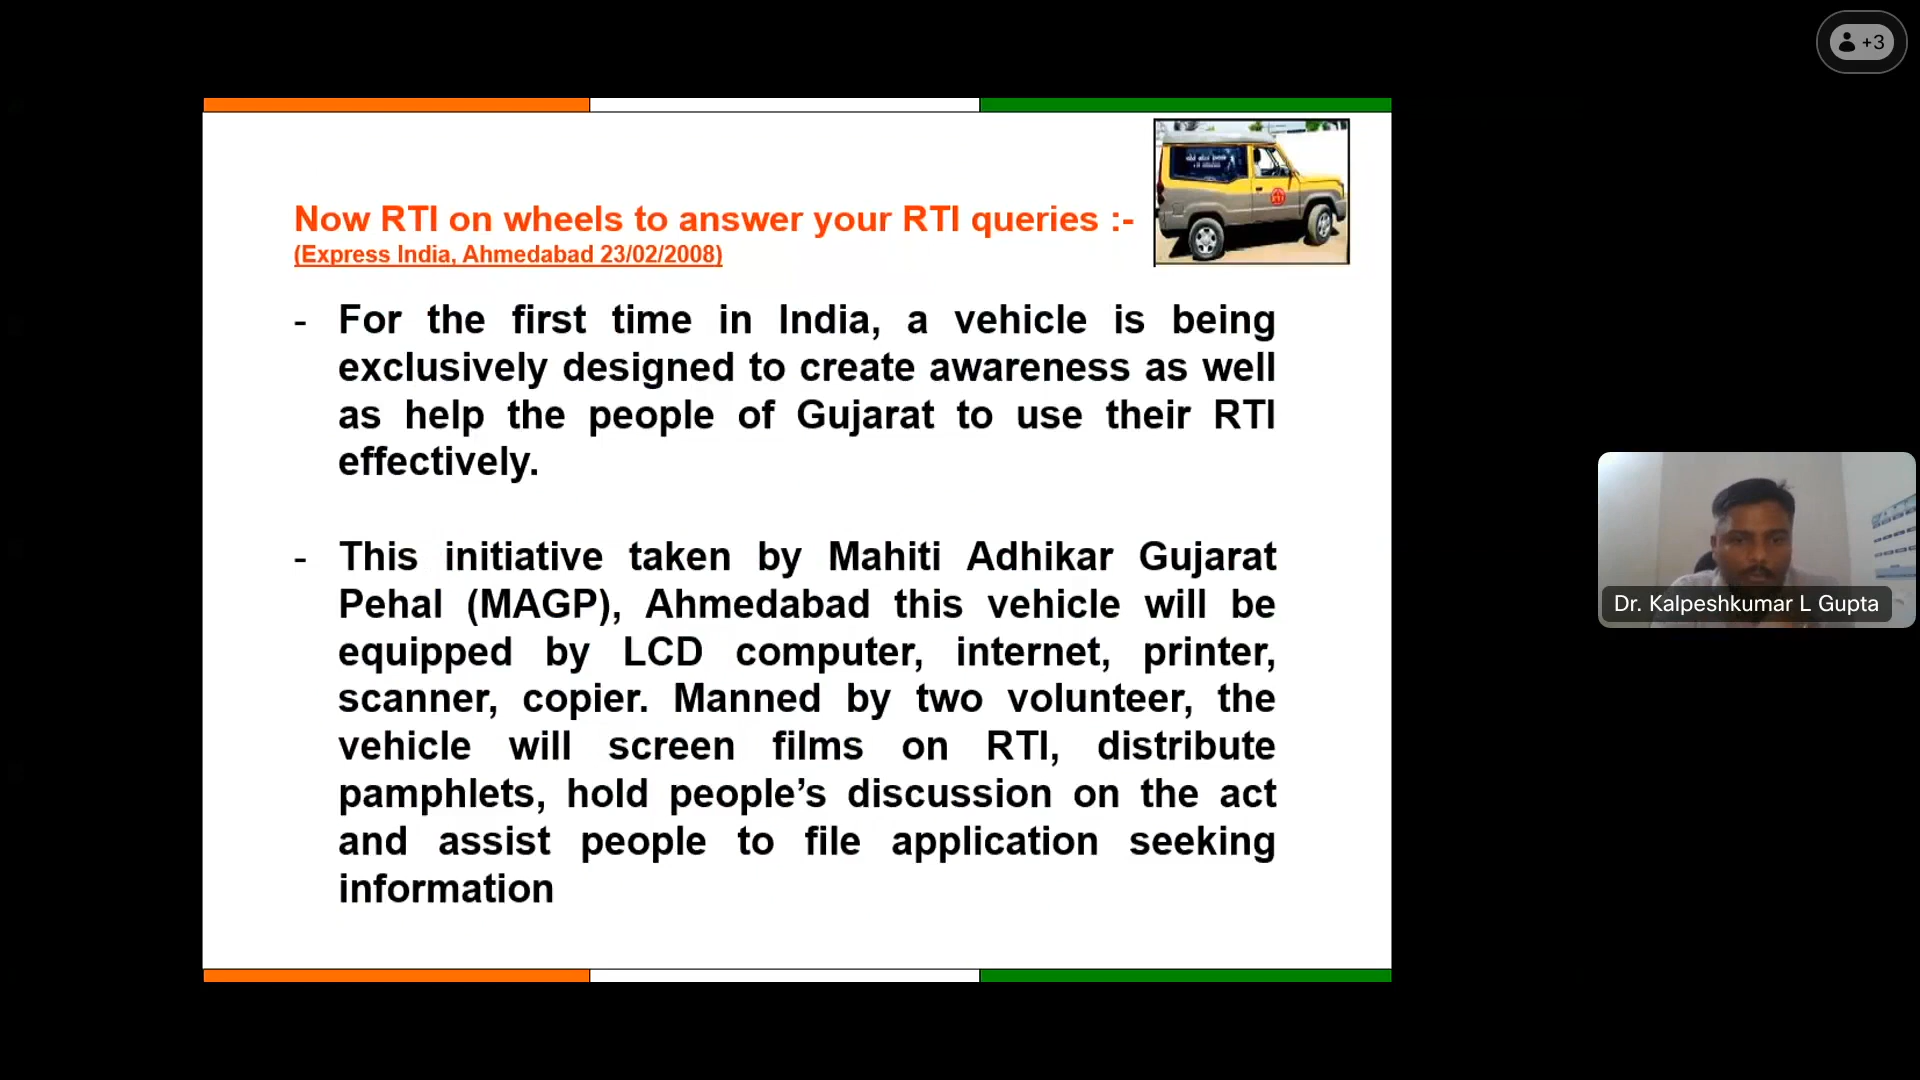 +3
Now RTI on wheels to answer your RTI queries :-
(Express India, Ahmedabad 23/02/2008)
- For the first time in India, a vehicle is being
exclusively designed to create awareness as well
as help the people of Gujarat to use their RTI
effectively.
- This initiative taken by Mahiti Adhikar Gujarat
Pehal (MAGP), Ahmedabad this vehicle will be
equipped by LCD computer, internet, printer,
scanner, copier. Manned by two volunteer, the
vehicle will screen films on RTI, distribute
pamphlets, hold people’s discussion on the act
and assist people to file application seeking
information
Dr. Kalpeshkumar L Gupta